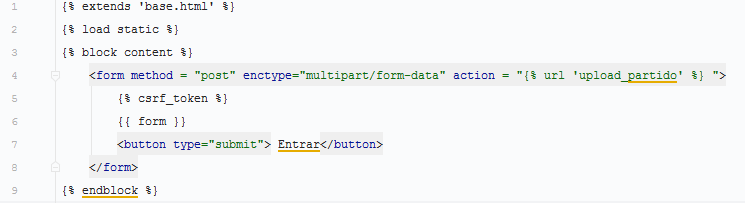 1 {% extends 'base.html' %}
2 {% load static %}
3 {% block content %}
4 <form method = "post" enctype="multipart/form-data" action = "{% url 'upload_partido' %} ">
5 {% csrf_token %}
6 {{ form }}
7 <button type="submit"> Entrar</button>
8 </form>
9 {% endblock %}